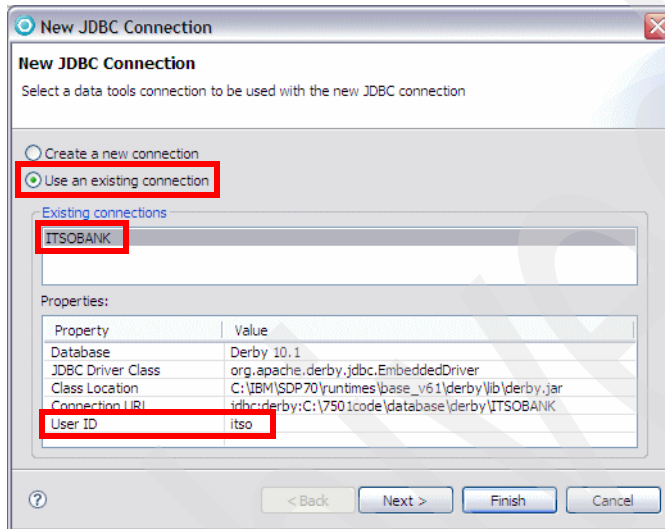 New JDBC Connection
New JDBC Connection
Select a data tools connection to be used with the new JDBC connection
Create a new connection
Use an existing connection
Existing connections
ITSOBANK
Properties:
Property Value
Database Derby 10.1
JDBC Driver Class org.apache.derby.jdbc.EmbeddedDriver
Class Location C:\IBM\SDP70\runtimes\base_v61\derby\lib\derby.jar
Connection URL jdbc:derby:C:\7501code\database\derby\ITSOBANK
User ID itso
? < Back Next > Finish Cancel